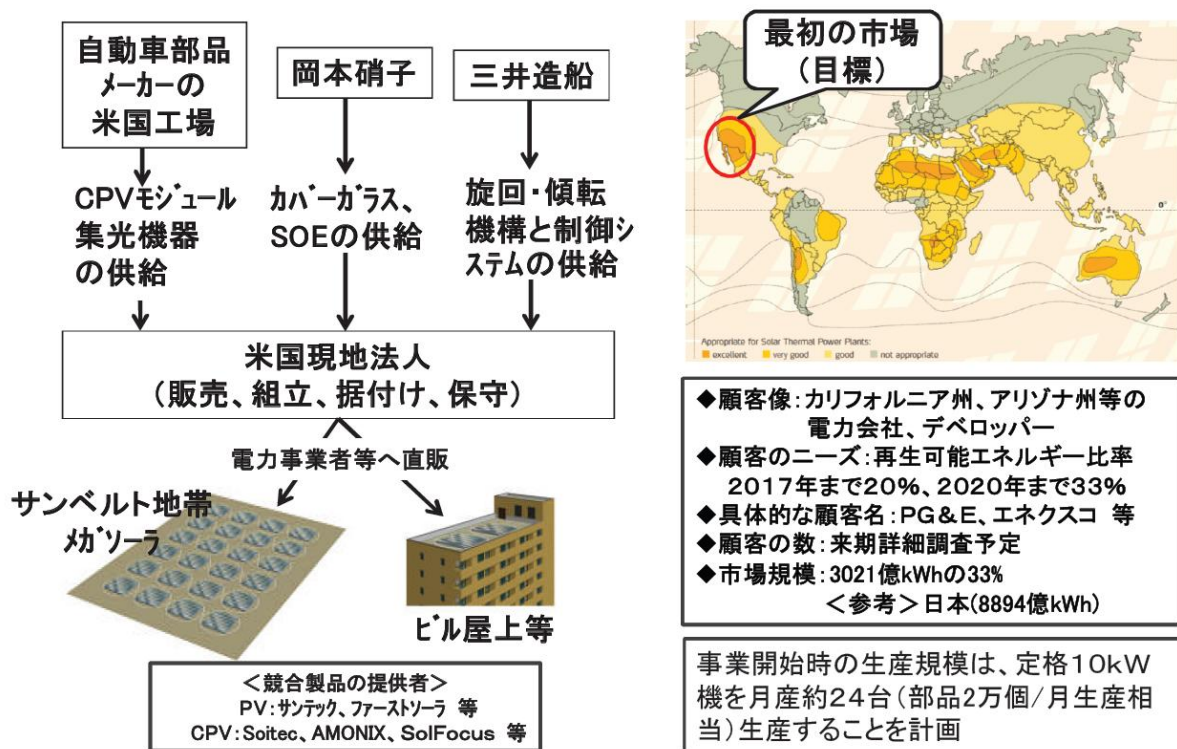 自動車部品
メーカーの
米国工場
岡本硝子
三井造船
CPVﾓｼﾞｭｰﾙ
集光機器
の供給
ｶﾊﾞｰｶﾞﾗｽ、
SOEの供給
旋回・傾転
機構と制御シ
ｽﾃﾑの供給
米国現地法人
（販売、組立、据付け、保守）
電力事業者等へ直販
サンベルト地帯
ﾒｶﾞｿｰﾗ
ﾋﾞﾙ屋上等
＜競合製品の提供者＞
PV：サンテック、ファーストソーラ 等
CPV：Soitec、AMONIX、SolFocus 等
最初の市場
（目標）
0°
Appropriate for Solar Thermal Power Plants:
excellent very good good not appropriate
◆顧客像：カリフォルニア州、アリゾナ州等の
電力会社、デベロッパー
◆顧客のニーズ：再生可能エネルギー比率
２０１７年まで２０％、２０２０年まで３３％
◆具体的な顧客名：ＰＧ＆Ｅ、エネクスコ 等
◆顧客の数：来期詳細調査予定
◆市場規模：3021億kWhの33%
＜参考＞日本(8894億kWh)
事業開始時の生産規模は、定格１０ｋＷ
機を月産約２４台（部品2万個/月生産相
当）生産することを計画